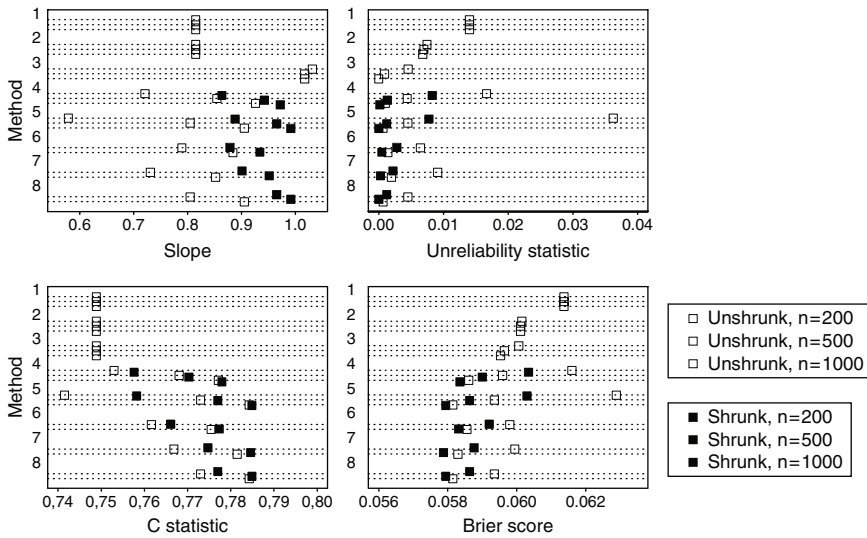 Method
1
2
3
4
5
6
7
8
0.6 0.7 0.8 0.9 1.0
Slope
1
2
3
4
5
6
7
8
0.00 0.01 0.02 0.03 0.04
Unreliability statistic
Method
1
2
3
4
5
6
7
8
0,74 0,75 0,76 0,77 0,78 0,79 0,80
C statistic
1
2
3
4
5
6
7
8
0.056 0.058 0.060 0.062
Brier score
Unshrunk, n=200
Unshrunk, n=500
Unshrunk, n=1000
Shrunk, n=200
Shrunk, n=500
Shrunk, n=1000